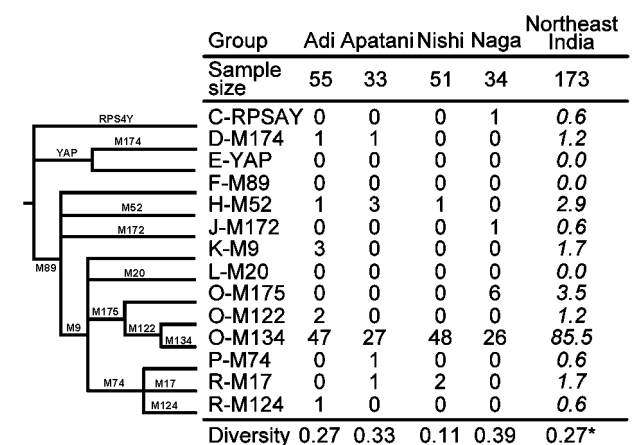 Group Adi Apatani Nishi Naga Northeast India
Sample size 55 33 51 34 173
RPS4Y C-RPSAY 0 0 0 1 0.6
M174 D-M174 1 1 0 0 1.2
YAP E-YAP 0 0 0 0 0.0
F-M89 0 0 0 0 0.0
M52 H-M52 1 3 1 0 2.9
M172 J-M172 0 0 0 1 0.6
M89 K-M9 3 0 0 0 1.7
M20 L-M20 0 0 0 0 0.0
M175 O-M175 0 0 0 6 3.5
M9 M122 O-M122 2 0 0 0 1.2
M134 O-M134 47 27 48 26 85.5
P-M74 0 1 0 0 0.6
M74 M17 R-M17 0 1 2 0 1.7
M124 R-M124 1 0 0 0 0.6
Diversity 0.27 0.33 0.11 0.39 0.27*